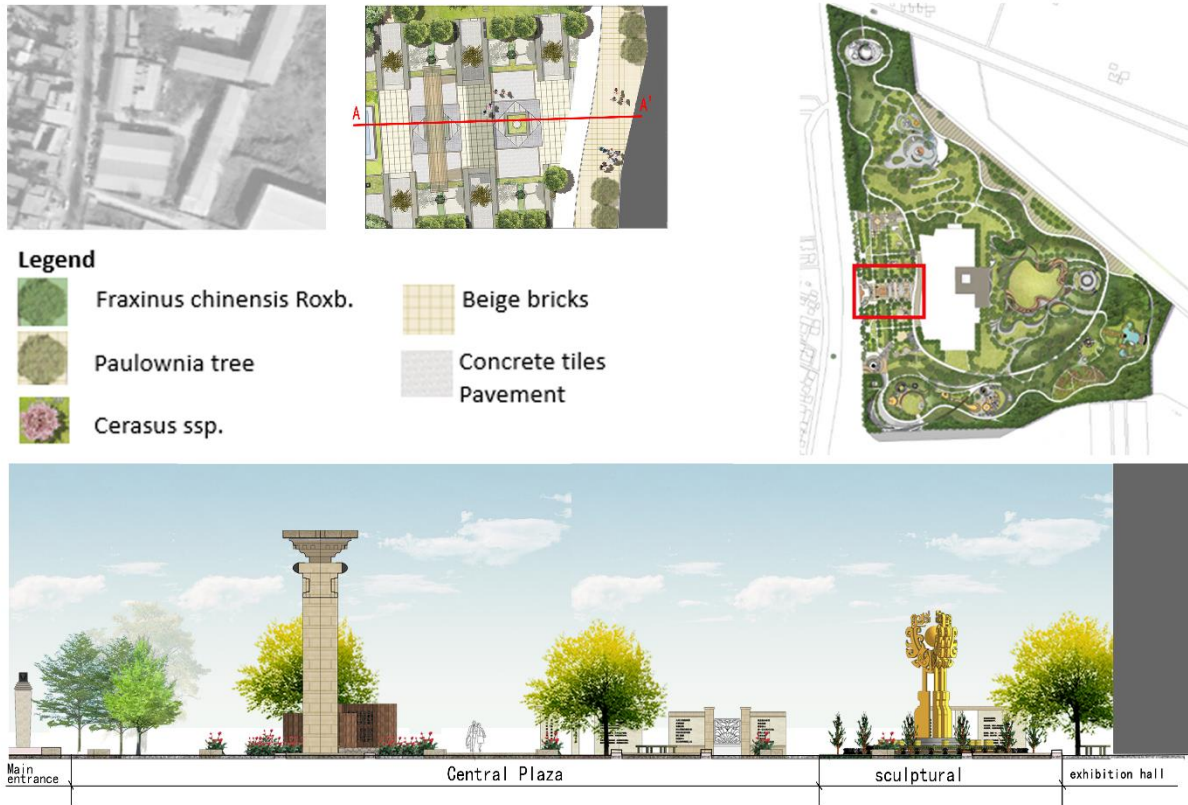 A
A'
Legend
Fraxinus chinensis Roxb.
Beige bricks
Paulownia tree
Concrete tiles
Pavement
Cerasus ssp.
Main
entrance
Central Plaza
sculptural
exhibition hall